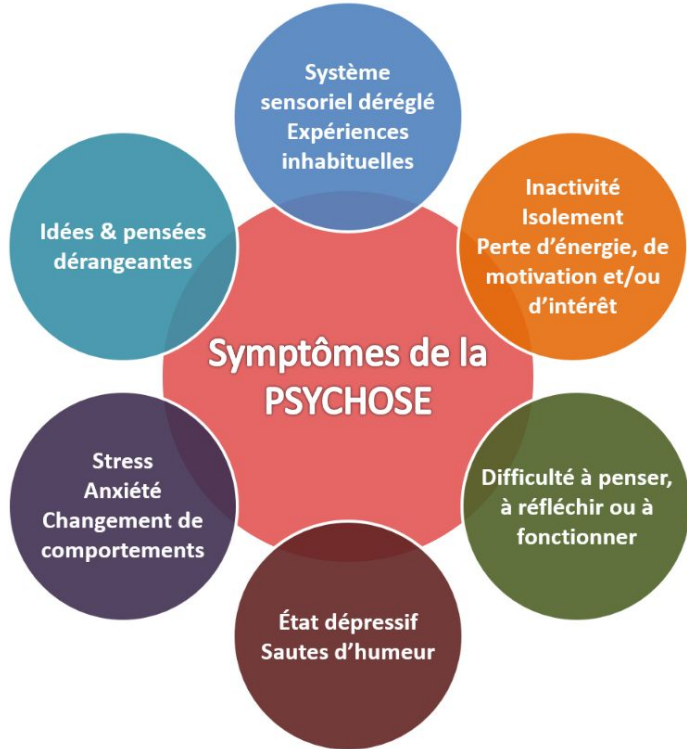 Système
sensoriel déréglé
Expériences
inhabituelles
Inactivité
Isolement
Perte d'énergie, de
motivation et/ou
d'intérêt
Idées & pensées
dérangeantes
Symptômes de la
PSYCHOSE
Difficulté à penser,
à réfléchir ou à
fonctionner
Stress
Anxiété
Changement de
comportements
État dépressif
Sautes d'humeur